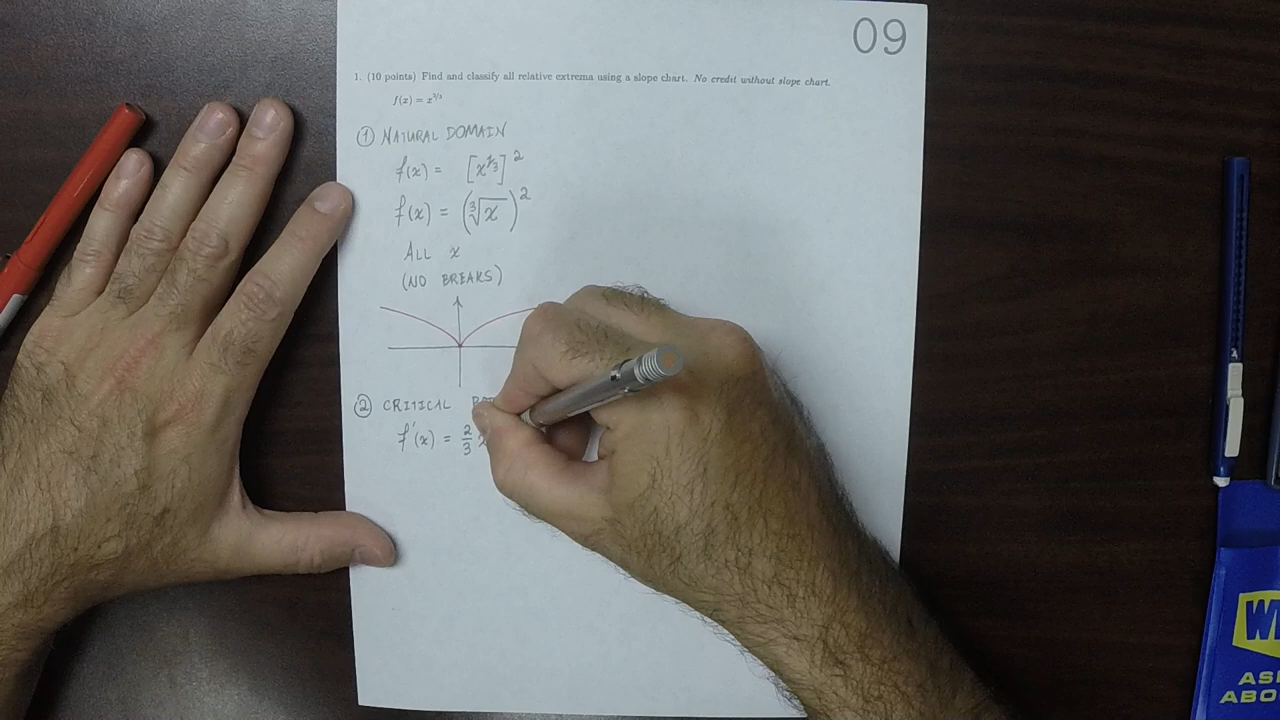 09
1. (10 points) Find and classify all relative extrema using a slope chart. No credit without slope chart.
f(x) = x^{2/3}
① NATURAL DOMAIN
f(x) = [x^{1/3}]^2
f(x) = (∛x)^2
ALL x
(NO BREAKS)
② CRITICAL
f'(x) = 2/3